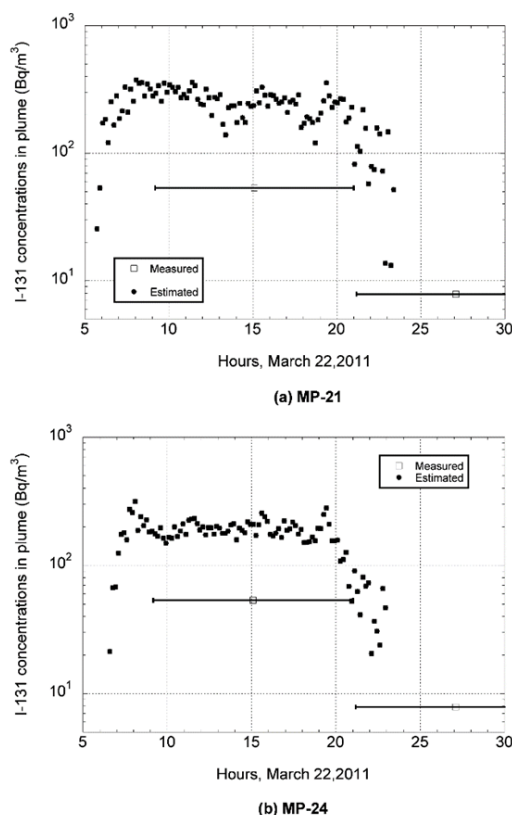 10³
10²
10¹
I-131 concentrations in plume (Bq/m³)
Measured
Estimated
5 10 15 20 25 30
Hours, March 22,2011
(a) MP-21
10³
10²
10¹
I-131 concentrations in plume (Bq/m³)
Measured
Estimated
5 10 15 20 25 30
Hours, March 22,2011
(b) MP-24